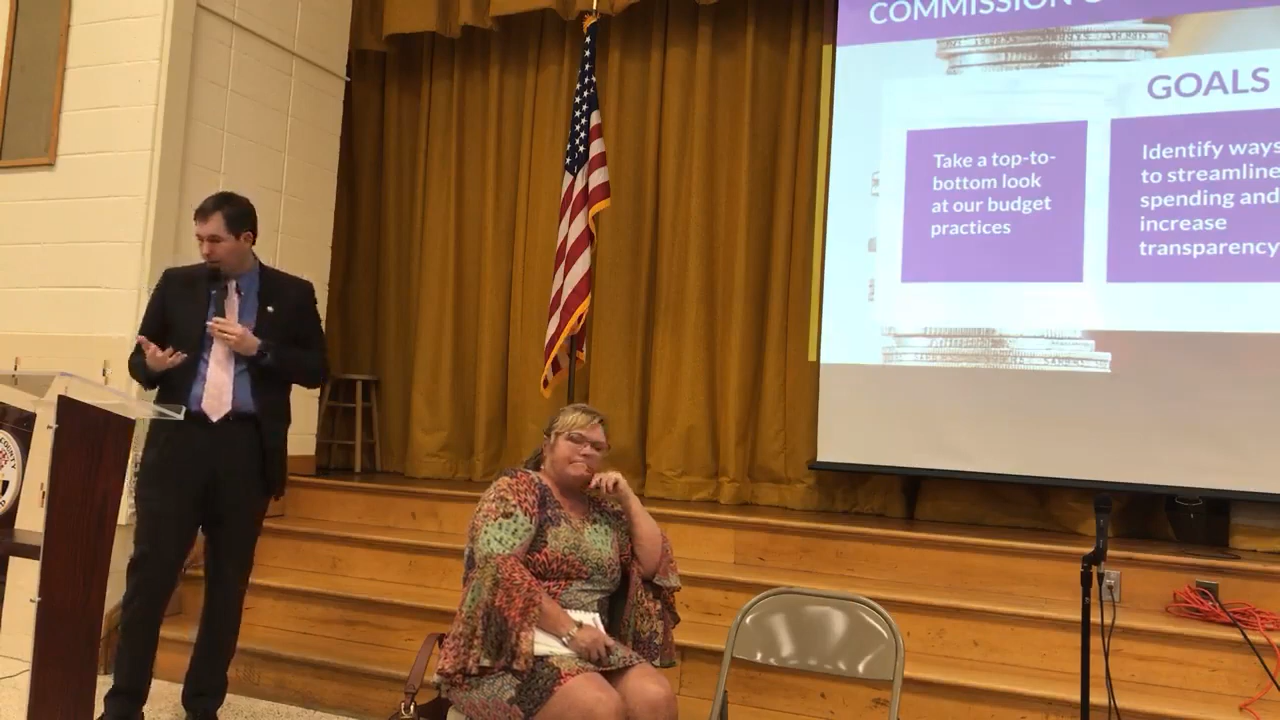 COMMISSION
GOALS
Take a top-to-
bottom look
at our budget
practices
Identify ways
to streamline
spending and
increase
transparency
COUNTY